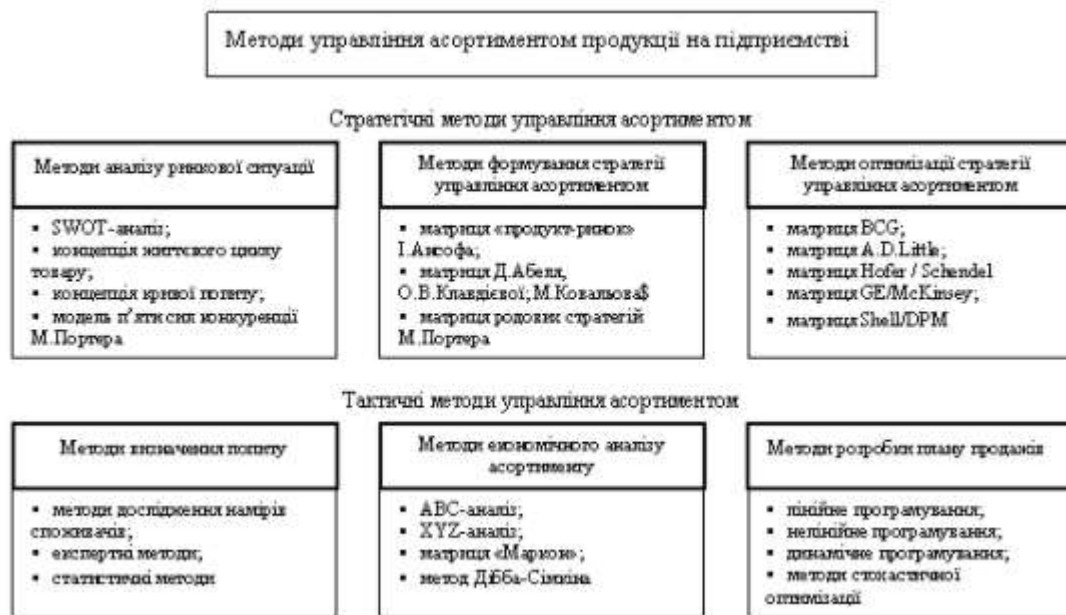 Методи управління асортиментом продукції на підприємстві
Стратегічні методи управління асортиментом
Методи аналізу ринкової ситуації
▪ SWOT-аналіз;
▪ концепція життєвого циклу
товару;
▪ концепція кривої попиту;
▪ модель п'яти сил конкуренції
М.Портера
Методи формування стратегії
управління асортиментом
▪ матриця «продукт-ринок»
І.Ансофа;
▪ матриця Д.Абеля,
О.В.Клавдієвої; М.Ковальова$
▪ матриця родових стратегій
М.Портера
Методи оптимізації стратегії
управління асортиментом
▪ матриця BCG;
▪ матриця A.D.Little;
▪ матриця Hofer / Schendel
▪ матриця GE/McKinsey;
▪ матриця Shell/DPM
Тактичні методи управління асортиментом
Методи визначення попиту
▪ методи дослідження намірів
споживачів;
▪ експертні методи;
▪ статистичні методи
Методи економічного аналізу
асортименту
▪ ABC-аналіз;
▪ XYZ-аналіз;
▪ матриця «Маркон»;
▪ метод Дібба-Сімкіна
Методи розробки плану продажів
▪ лінійне програмування;
▪ нелінійне програмування;
▪ динамічне програмування;
▪ методи стохастичної
оптимізації